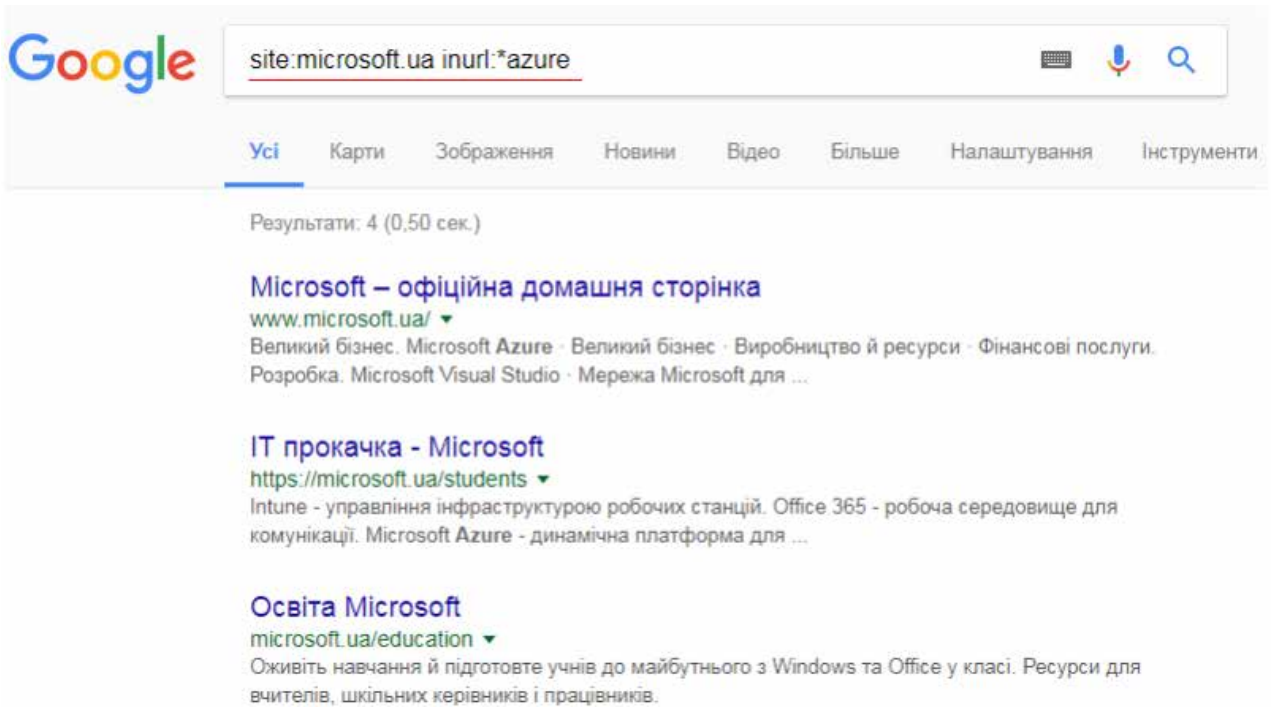 Google
site:microsoft.ua inurl:*azure
Усі Карти Зображення Новини Відео Більше Налаштування Інструменти
Результати: 4 (0,50 сек.)
Microsoft – офіційна домашня сторінка
www.microsoft.ua/
Великий бізнес. Microsoft Azure · Великий бізнес · Виробництво й ресурси · Фінансові послуги.
Розробка. Microsoft Visual Studio · Мережа Microsoft для ...
ІТ прокачка - Microsoft
https://microsoft.ua/students
Intune - управління інфраструктурою робочих станцій. Office 365 - робоча середовище для
комунікації. Microsoft Azure - динамічна платформа для ...
Освіта Microsoft
microsoft.ua/education
Оживіть навчання й підготовте учнів до майбутнього з Windows та Office у класі. Ресурси для
вчителів, шкільних керівників і працівників.